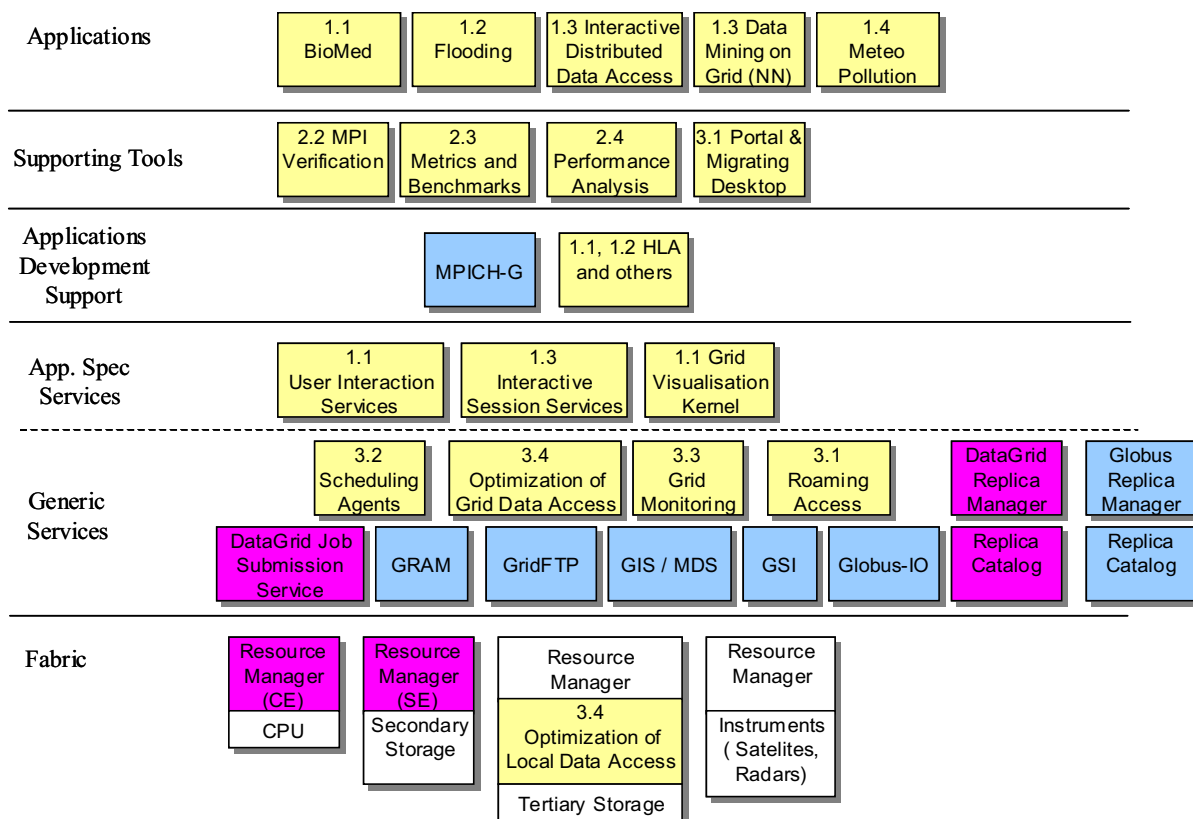 Applications
1.1
BioMed
1.2
Flooding
1.3 Interactive
Distributed
Data Access
1.3 Data
Mining on
Grid (NN)
1.4
Meteo
Pollution
Supporting Tools
2.2 MPI
Verification
2.3
Metrics and
Benchmarks
2.4
Performance
Analysis
3.1 Portal &
Migrating
Desktop
Applications
Development
Support
MPICH-G
1.1, 1.2 HLA
and others
App. Spec
Services
1.1
User Interaction
Services
1.3
Interactive
Session Services
1.1 Grid
Visualisation
Kernel
Generic
Services
3.2
Scheduling
Agents
3.4
Optimization of
Grid Data Access
3.3
Grid
Monitoring
3.1
Roaming
Access
DataGrid
Replica
Manager
Globus
Replica
Manager
DataGrid Job
Submission
Service
GRAM
GridFTP
GIS / MDS
GSI
Globus-IO
Replica
Catalog
Replica
Catalog
Fabric
Resource
Manager
(CE)
CPU
Resource
Manager
(SE)
Secondary
Storage
Resource
Manager
3.4
Optimization of
Local Data Access
Tertiary Storage
Resource
Manager
Instruments
( Satelites,
Radars)